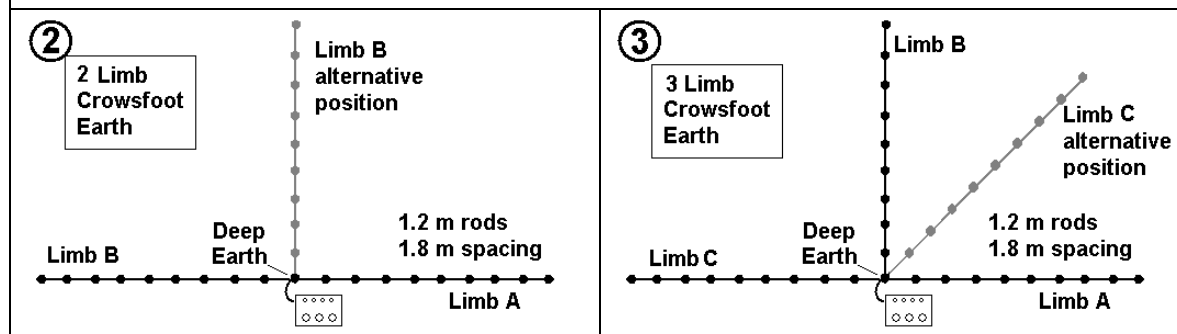 2
2 Limb
Crowsfoot
Earth
Limb B
alternative
position
Deep
Earth
1.2 m rods
1.8 m spacing
Limb B
Limb A
3
3 Limb
Crowsfoot
Earth
Limb B
Limb C
alternative
position
Deep
Earth
1.2 m rods
1.8 m spacing
Limb C
Limb A